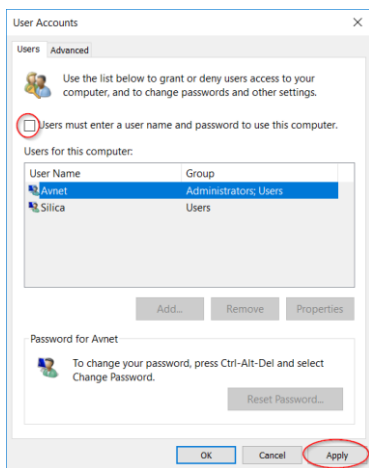 User Accounts
Users Advanced
Use the list below to grant or deny users access to your
computer, and to change passwords and other settings.
Users must enter a user name and password to use this computer.
Users for this computer:
User Name Group
Avnet Administrators; Users
Silica Users
Add... Remove Properties
Password for Avnet
To change your password, press Ctrl-Alt-Del and select
Change Password.
Reset Password...
OK Cancel Apply